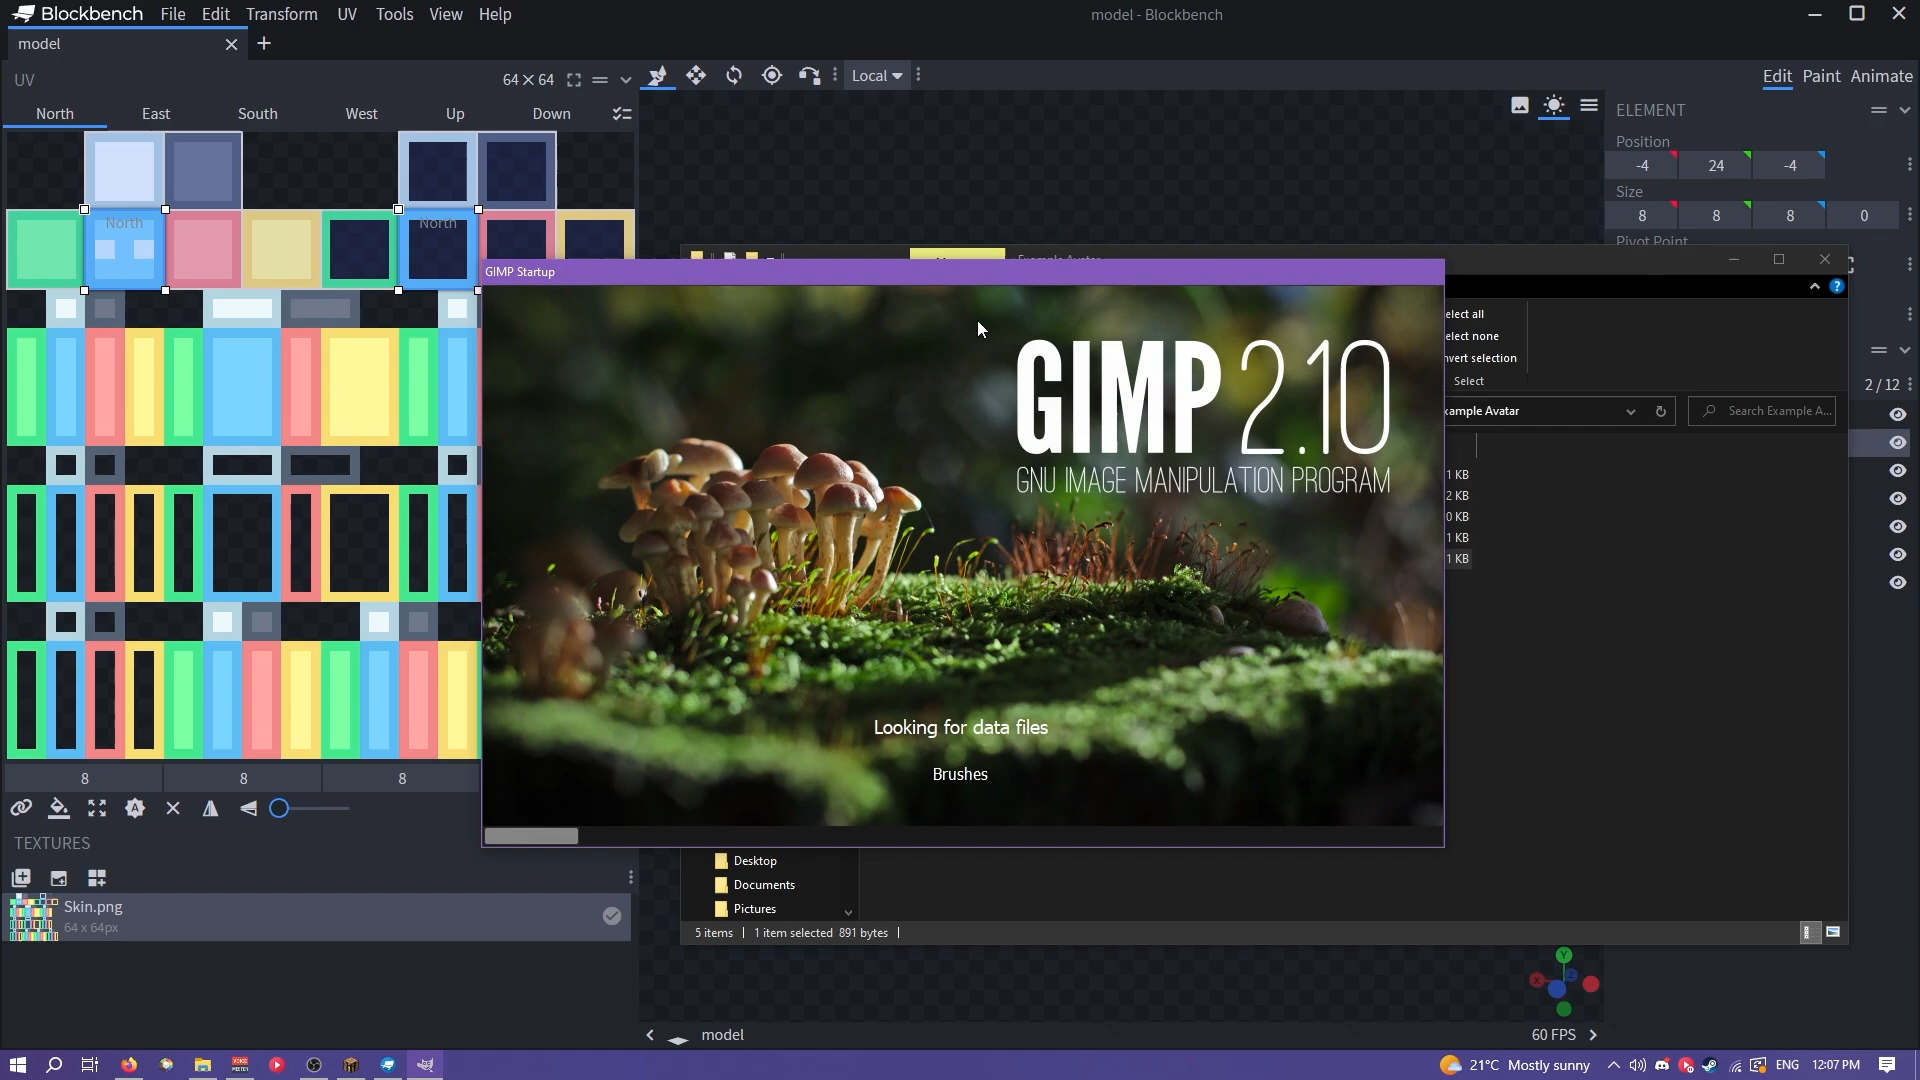 Blockbench File Edit Transform UV Tools View Help
model - Blockbench
model
UV
64 × 64
Local
Edit Paint Animate
North East South West Up Down
ELEMENT
Position
-4 24 -4
Size
8 8 8 0
Pivot Point
North
North
GIMP Startup
Example Avatar
GIMP 2.10
GNU IMAGE MANIPULATION PROGRAM
elect all
elect none
nvert selection
Select
2 / 12
xample Avatar
Search Example A...
1 KB
2 KB
0 KB
1 KB
1 KB
Looking for data files
Brushes
8 8 8
TEXTURES
Skin.png
64 x 64px
Desktop
Documents
Pictures
5 items 1 item selected 891 bytes
Y
X
model
60 FPS
21°C Mostly sunny
ENG
12:07 PM